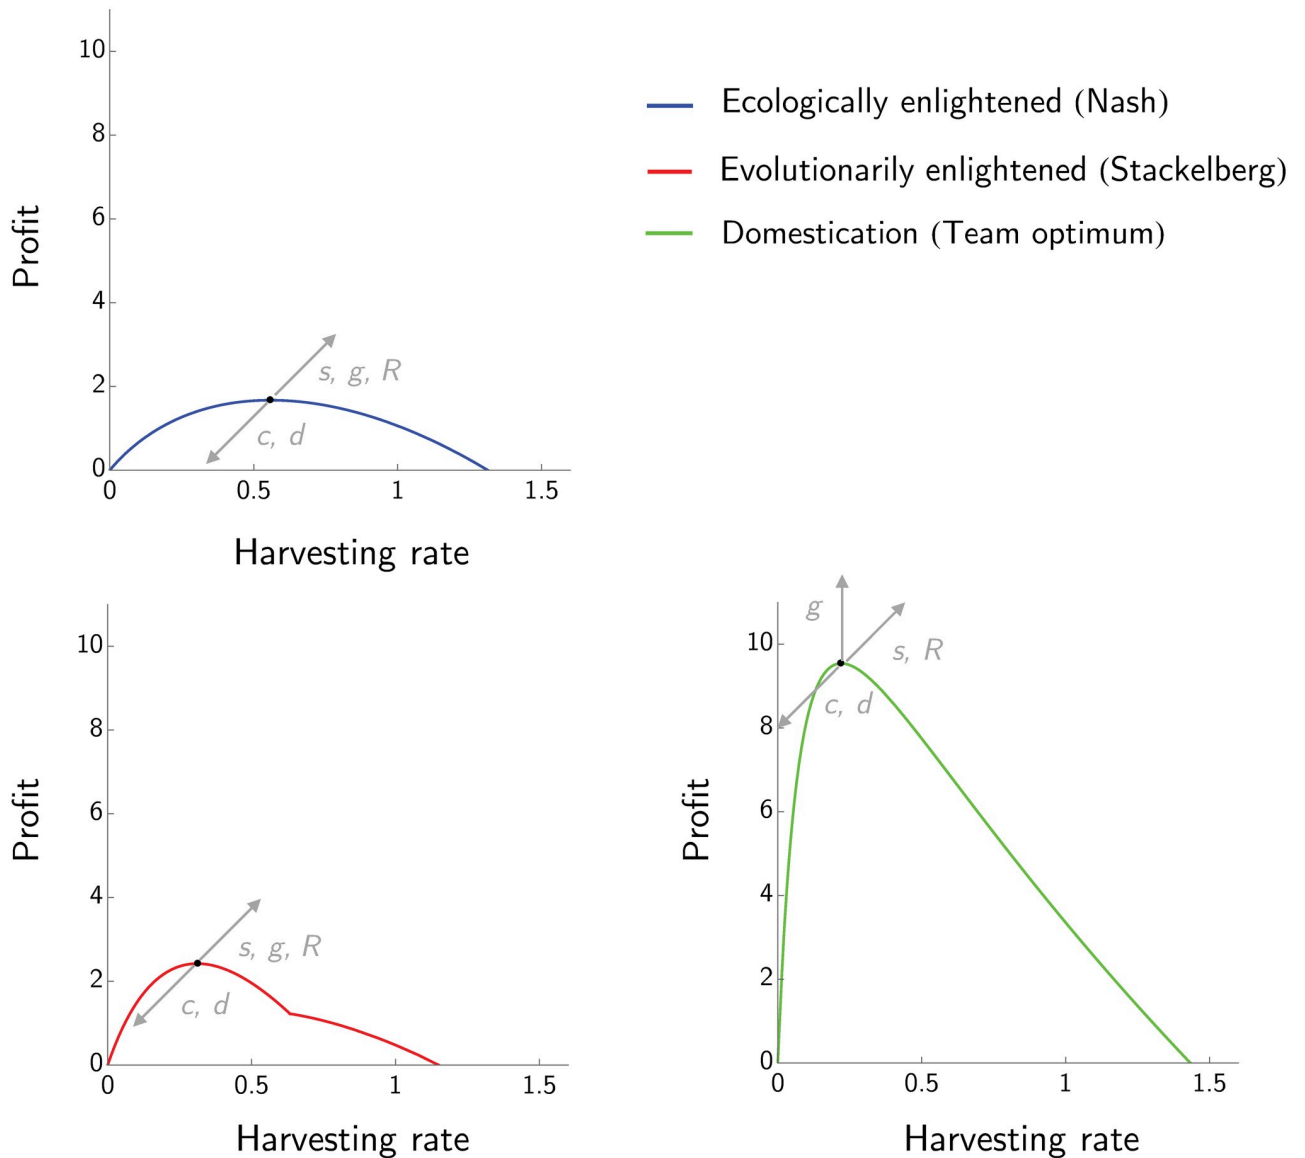 10
8
6
4
2
0
Profit
s, g, R
c, d
0 0.5 1 1.5
Harvesting rate
Ecologically enlightened (Nash)
Evolutionarily enlightened (Stackelberg)
Domestication (Team optimum)
10
8
6
4
2
0
Profit
s, g, R
c, d
0 0.5 1 1.5
Harvesting rate
10
8
6
4
2
0
Profit
g
s, R
c, d
0 0.5 1 1.5
Harvesting rate